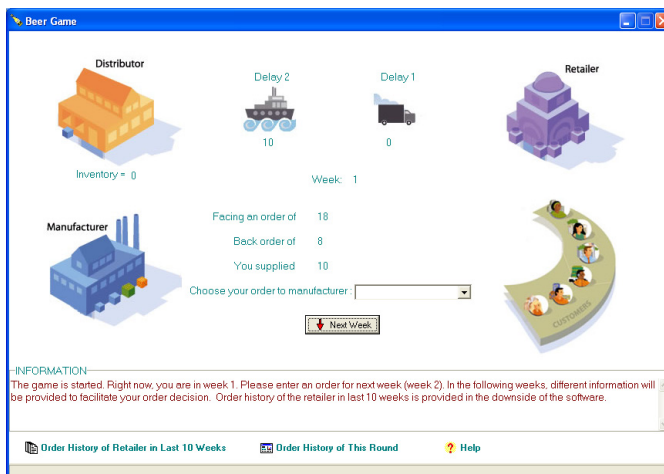 Beer Game
Distributor
Delay 2
Delay 1
Retailer
10
0
Inventory = 0
Week: 1
Manufacturer
Facing an order of 18
Back order of 8
You supplied 10
Choose your order to manufacturer :
Next Week
CUSTOMERS
INFORMATION
The game is started. Right now, you are in week 1. Please enter an order for next week (week 2). In the following weeks, different information will
be provided to facilitate your order decision. Order history of the retailer in last 10 weeks is provided in the downside of the software.
Order History of Retailer in Last 10 Weeks
Order History of This Round
? Help